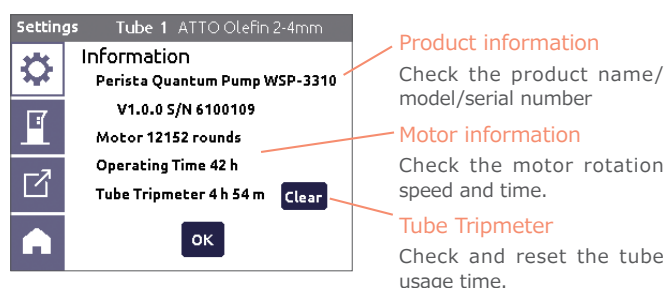 Settings Tube 1 ATTO Olefin 2-4mm
Information
Perista Quantum Pump WSP-3310
V1.0.0 S/N 6100109
Motor 12152 rounds
Operating Time 42 h
Tube Tripmeter 4 h 54 m Clear
OK
Product information
Check the product name/
model/serial number
Motor information
Check the motor rotation
speed and time.
Tube Tripmeter
Check and reset the tube
usage time.